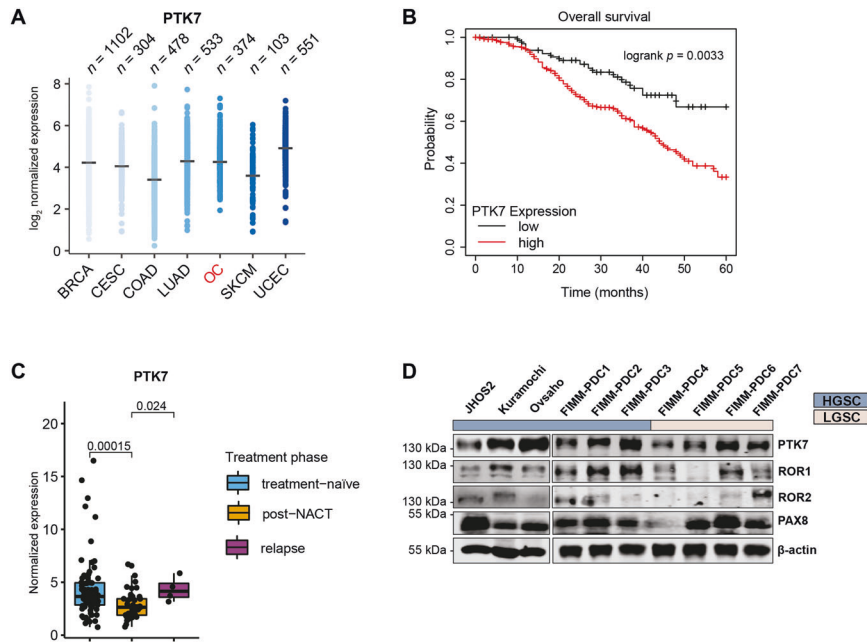 A
PTK7
n = 1102
n = 304
n = 478
n = 533
n = 374
n = 103
n = 551
log2 normalized expression
8
6
4
2
0
BRCA
CESC
COAD
LUAD
OC
SKCM
UCEC
B
Overall survival
logrank p = 0.0033
Probability
1.0
0.8
0.6
0.4
0.2
0.0
PTK7 Expression
low
high
0 10 20 30 40 50 60
Time (months)
C
PTK7
0.024
0.00015
Normalized expression
20
15
10
5
0
Treatment phase
treatment-naïve
post-NACT
relapse
D
JHOS2
Kuramochi
Ovsaho
FIMM-PDC1
FIMM-PDC2
FIMM-PDC3
FIMM-PDC4
FIMM-PDC5
FIMM-PDC6
FIMM-PDC7
HGSC
LGSC
130 kDa PTK7
130 kDa ROR1
130 kDa ROR2
55 kDa PAX8
55 kDa β-actin